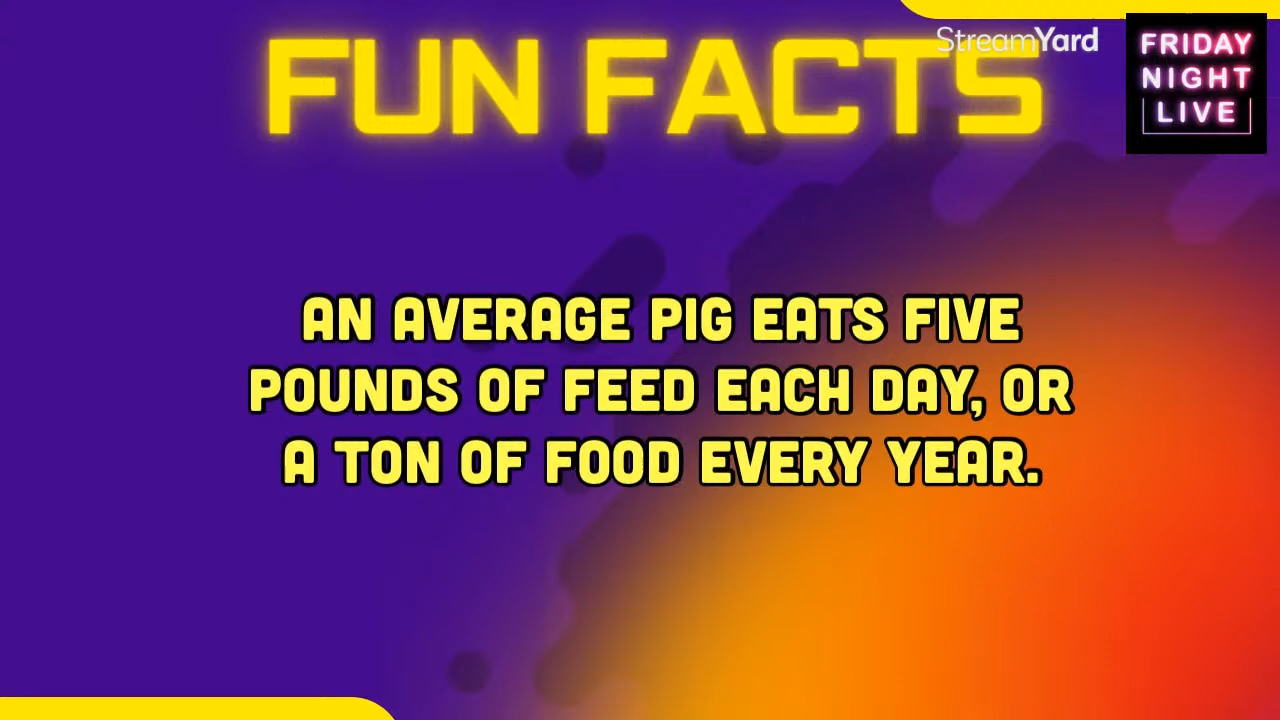 StreamYard
FUN FACTS
FRIDAY
NIGHT
LIVE
AN AVERAGE PIG EATS FIVE
POUNDS OF FEED EACH DAY, OR
A TON OF FOOD EVERY YEAR.